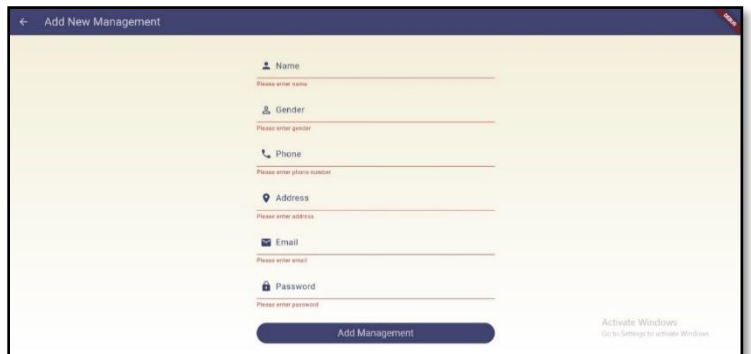 Add New Management
DEBUG
Name
Please enter name
Gender
Please enter gender
Phone
Please enter phone number
Address
Please enter address
Email
Please enter email
Password
Please enter password
Add Management
Activate Windows
Go to Settings to activate Windows.